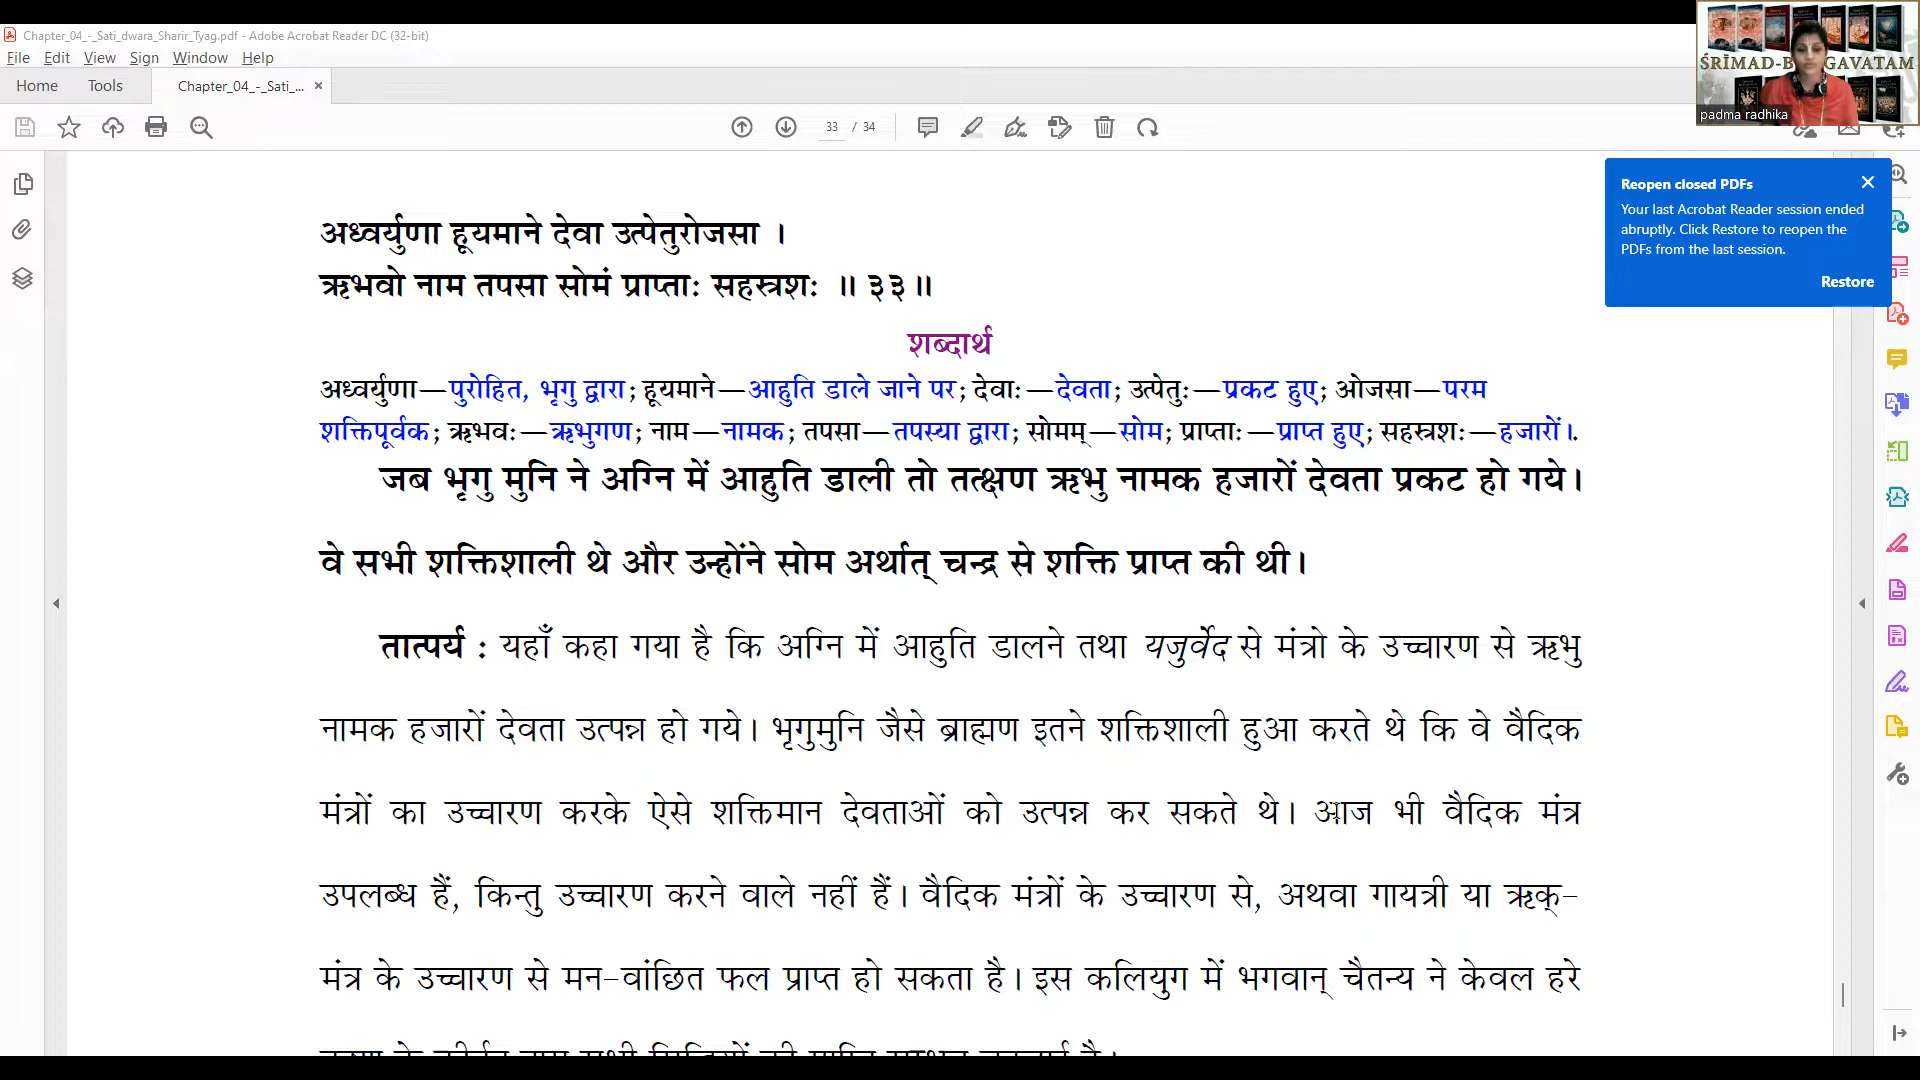 Chapter_04_-_Sati_dwara_Sharir_Tyag.pdf - Adobe Acrobat Reader DC (32-bit)
File Edit View Sign Window Help
Home Tools Chapter_04_-_Sati_... ×
33 / 34
ŚRĪMAD-BHĀGAVATAM
padma radhika
Reopen closed PDFs
Your last Acrobat Reader session ended
abruptly. Click Restore to reopen the
PDFs from the last session.
Restore
अध्वर्युणा हूयमाने देवा उत्पेतुरोजसा ।
ऋभवो नाम तपसा सोमं प्राप्ताः सहस्त्रशः ॥ ३३॥
शब्दार्थ
अध्वर्युणा—पुरोहित, भृगु द्वारा; हूयमाने—आहुति डाले जाने पर; देवाः—देवता; उत्पेतुः—प्रकट हुए; ओजसा—परम
शक्तिपूर्वक; ऋभवः—ऋभुगण; नाम—नामक; तपसा—तपस्या द्वारा; सोमम्—सोम; प्राप्ताः—प्राप्त हुए; सहस्त्रशः—हजारों।.
जब भृगु मुनि ने अग्नि में आहुति डाली तो तत्क्षण ऋभु नामक हजारों देवता प्रकट हो गये।
वे सभी शक्तिशाली थे और उन्होंने सोम अर्थात् चन्द्र से शक्ति प्राप्त की थी।
तात्पर्य : यहाँ कहा गया है कि अग्नि में आहुति डालने तथा यजुर्वेद से मंत्रो के उच्चारण से ऋभु
नामक हजारों देवता उत्पन्न हो गये। भृगुमुनि जैसे ब्राह्मण इतने शक्तिशाली हुआ करते थे कि वे वैदिक
मंत्रों का उच्चारण करके ऐसे शक्तिमान देवताओं को उत्पन्न कर सकते थे। आज भी वैदिक मंत्र
उपलब्ध हैं, किन्तु उच्चारण करने वाले नहीं हैं। वैदिक मंत्रों के उच्चारण से, अथवा गायत्री या ऋक्-
मंत्र के उच्चारण से मन-वांछित फल प्राप्त हो सकता है। इस कलियुग में भगवान् चैतन्य ने केवल हरे